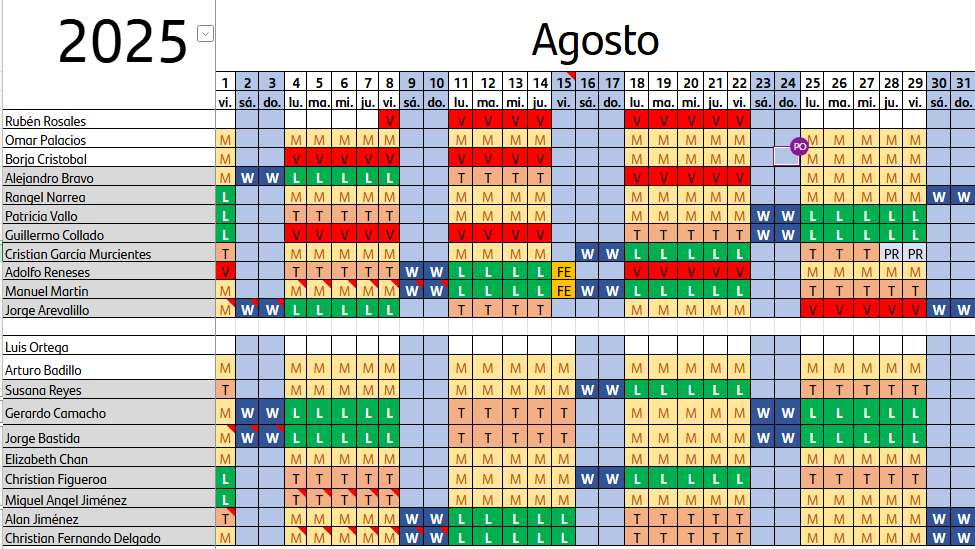 2025 Agosto
1 2 3 4 5 6 7 8 9 10 11 12 13 14 15 16 17 18 19 20 21 22 23 24 25 26 27 28 29 30 31
vi. sá. do. lu. ma. mi. ju. vi. sá. do. lu. ma. mi. ju. vi. sá. do. lu. ma. mi. ju. vi. sá. do. lu. ma. mi. ju. vi. sá. do.
Rubén Rosales V V V V V V V V V V
Omar Palacios M M M M M M M M M M M M M M M M M M M M
PO
Borja Cristobal M V V V V V V V V V M M M M M M M M M M
Alejandro Bravo M W W L L L L L T T T T V V V V V M M M M M
Rangel Narrea L M M M M M M M M M M M M M M M M M M M W W
Patricia Vallo L T T T T T M M M M M M M M M W W L L L L L
Guillermo Collado L V V V V V V V V V T T T T T W W L L L L L
Cristian García Murcientes T M M M M M M M M M W W L L L L L T T T PR PR
Adolfo Reneses V T T T T T W W L L L L FE V V V V V M M M M M
Manuel Martin M M M M M M W W L L L L FE W W L L L L L T T T T T
Jorge Arevalillo M W W L L L L L T T T T M M M M M V V V V V W W
Luis Ortega
Arturo Badillo M M M M M M M M M M M M M M M M M M M M M
Susana Reyes T M M M M M M M M M M W W L L L L L T T T T T
Gerardo Camacho M W W L L L L L T T T T T M M M M M W W L L L L L
Jorge Bastida M W W L L L L L T T T T T M M M M M W W L L L L L
Elizabeth Chan M M M M M M M M M M M M M M M M M M M M M
Christian Figueroa L T T T T T M M M M M W W L L L L L T T T T T
Miquel Angel Jiménez L T T T T T M M M M M M M M M M M M M M M
Alan Jiménez T M M M M M W W L L L L L T T T T T M M M M M W W
Christian Fernando Delgado M M M M M M W W L L L L L T T T T T M M M M M W W